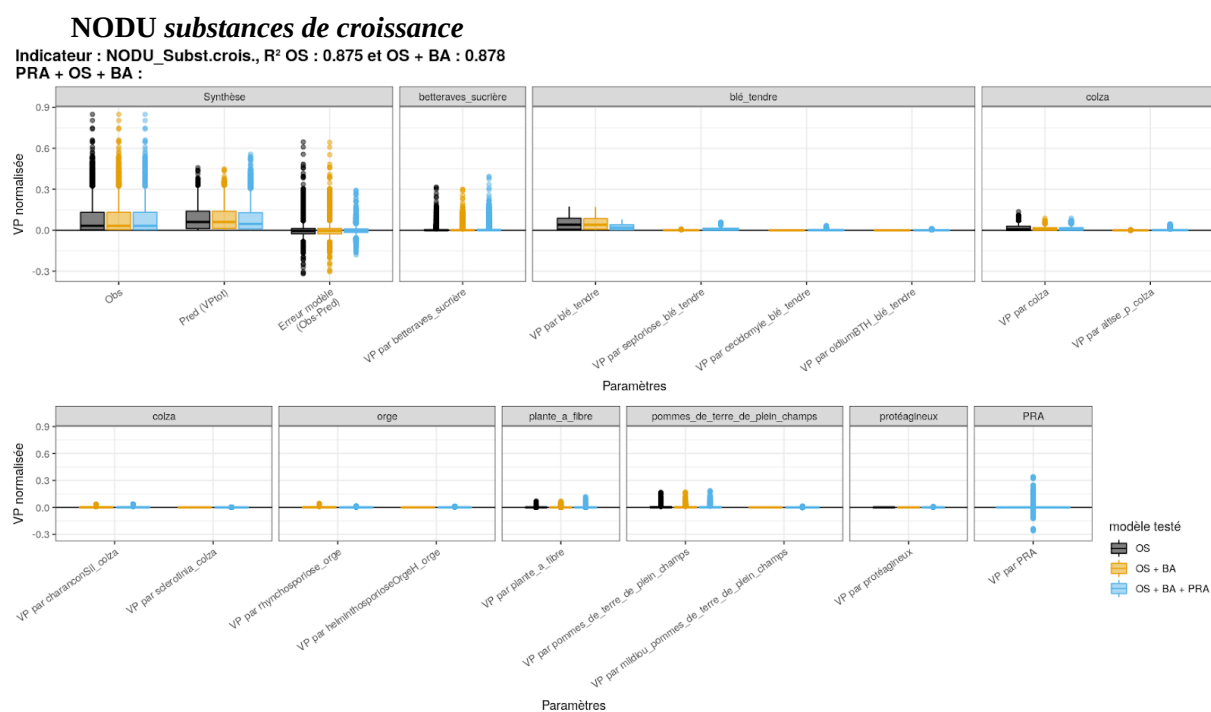 NODU substances de croissance
Indicateur : NODU_Subst.crois., R² OS : 0.875 et OS + BA : 0.878
PRA + OS + BA :
Synthèse
betteraves_sucrière
blé_tendre
colza
VP normalisée
0.9
0.6
0.3
0.0
-0.3
Obs
Pred (VPtot)
Erreur modèle
(Obs-Pred)
VP par betteraves_sucrière
VP par blé_tendre
VP par septoriose_blé_tendre
VP par cecidomyie_blé_tendre
VP par oidiumBTH_blé_tendre
VP par colza
VP par altise_p_colza
Paramètres
colza
orge
plante_a_fibre
pommes_de_terre_de_plein_champs
protéagineux
PRA
VP normalisée
0.9
0.6
0.3
0.0
-0.3
VP par charanconSil_colza
VP par sclerotinia_colza
VP par rhynchosporiose_orge
VP par helminthosporioseOrgeH_orge
VP par plante_a_fibre
VP par pommes_de_terre_de_plein_champs
VP par mildiou_pommes_de_terre_de_plein_champs
VP par protéagineux
VP par PRA
Paramètres
modèle testé
OS
OS + BA
OS + BA + PRA